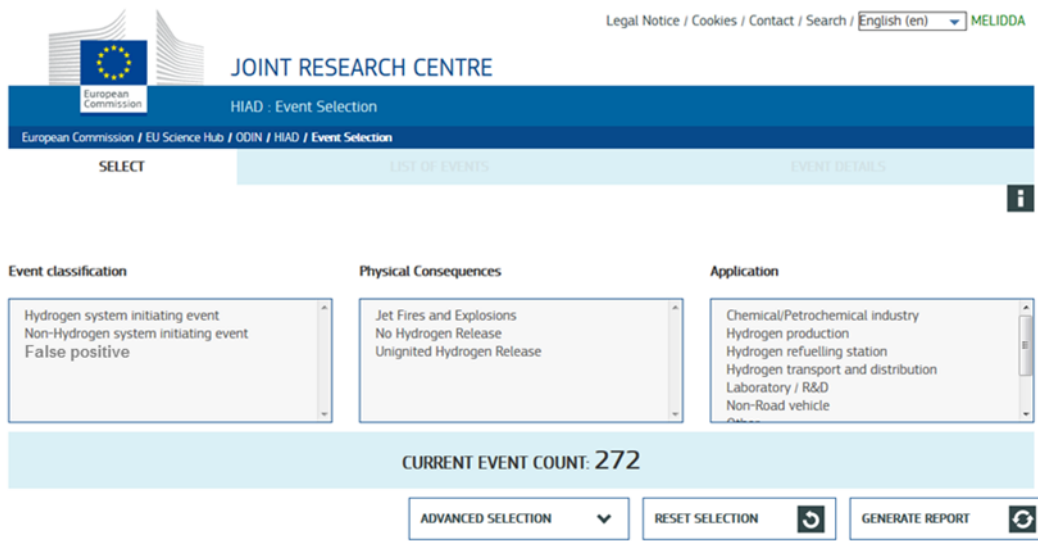 Legal Notice / Cookies / Contact / Search / English (en) MELIDDA
European
Commission
JOINT RESEARCH CENTRE
HIAD : Event Selection
European Commission / EU Science Hub / ODIN / HIAD / Event Selection
SELECT
LIST OF EVENTS
EVENT DETAILS
i
Event classification
Hydrogen system initiating event
Non-Hydrogen system initiating event
False positive
Physical Consequences
Jet Fires and Explosions
No Hydrogen Release
Unignited Hydrogen Release
Application
Chemical/Petrochemical industry
Hydrogen production
Hydrogen refuelling station
Hydrogen transport and distribution
Laboratory / R&D
Non-Road vehicle
Other
CURRENT EVENT COUNT: 272
ADVANCED SELECTION
RESET SELECTION
GENERATE REPORT